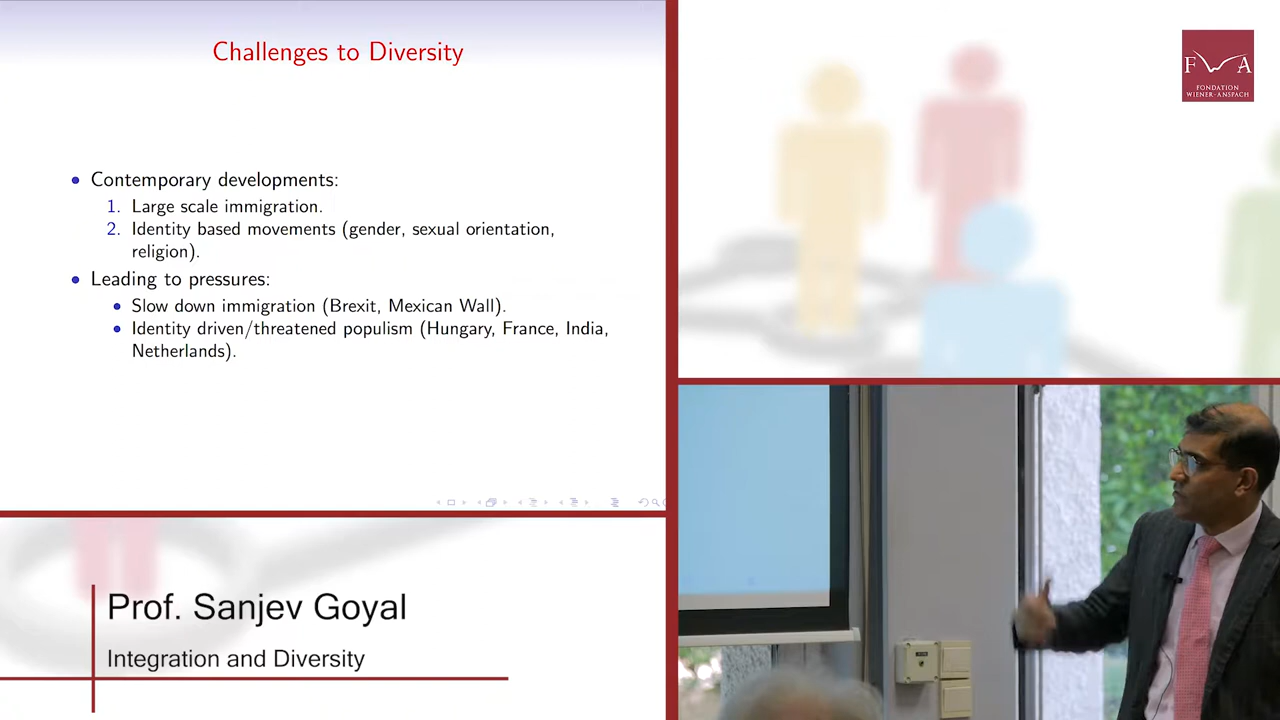 Challenges to Diversity
Contemporary developments:
1. Large scale immigration.
2. Identity based movements (gender, sexual orientation,
religion).
Leading to pressures:
Slow down immigration (Brexit, Mexican Wall).
Identity driven/threatened populism (Hungary, France, India,
Netherlands).
Prof. Sanjev Goyal
Integration and Diversity
F W A
FONDATION
WIENER-ANSPACH